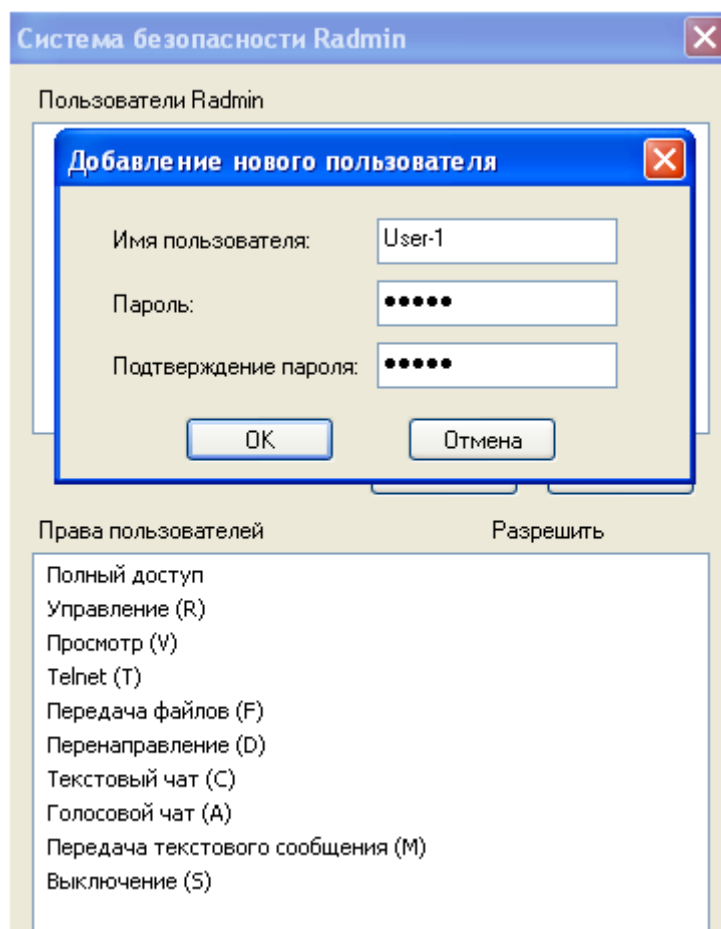 Система безопасности Radmin
Пользователи Radmin
Добавление нового пользователя
Имя пользователя: User-1
Пароль: •••••
Подтверждение пароля: •••••
OK Отмена
Права пользователей Разрешить
Полный доступ
Управление (R)
Просмотр (V)
Telnet (T)
Передача файлов (F)
Перенаправление (D)
Текстовый чат (C)
Голосовой чат (A)
Передача текстового сообщения (M)
Выключение (S)